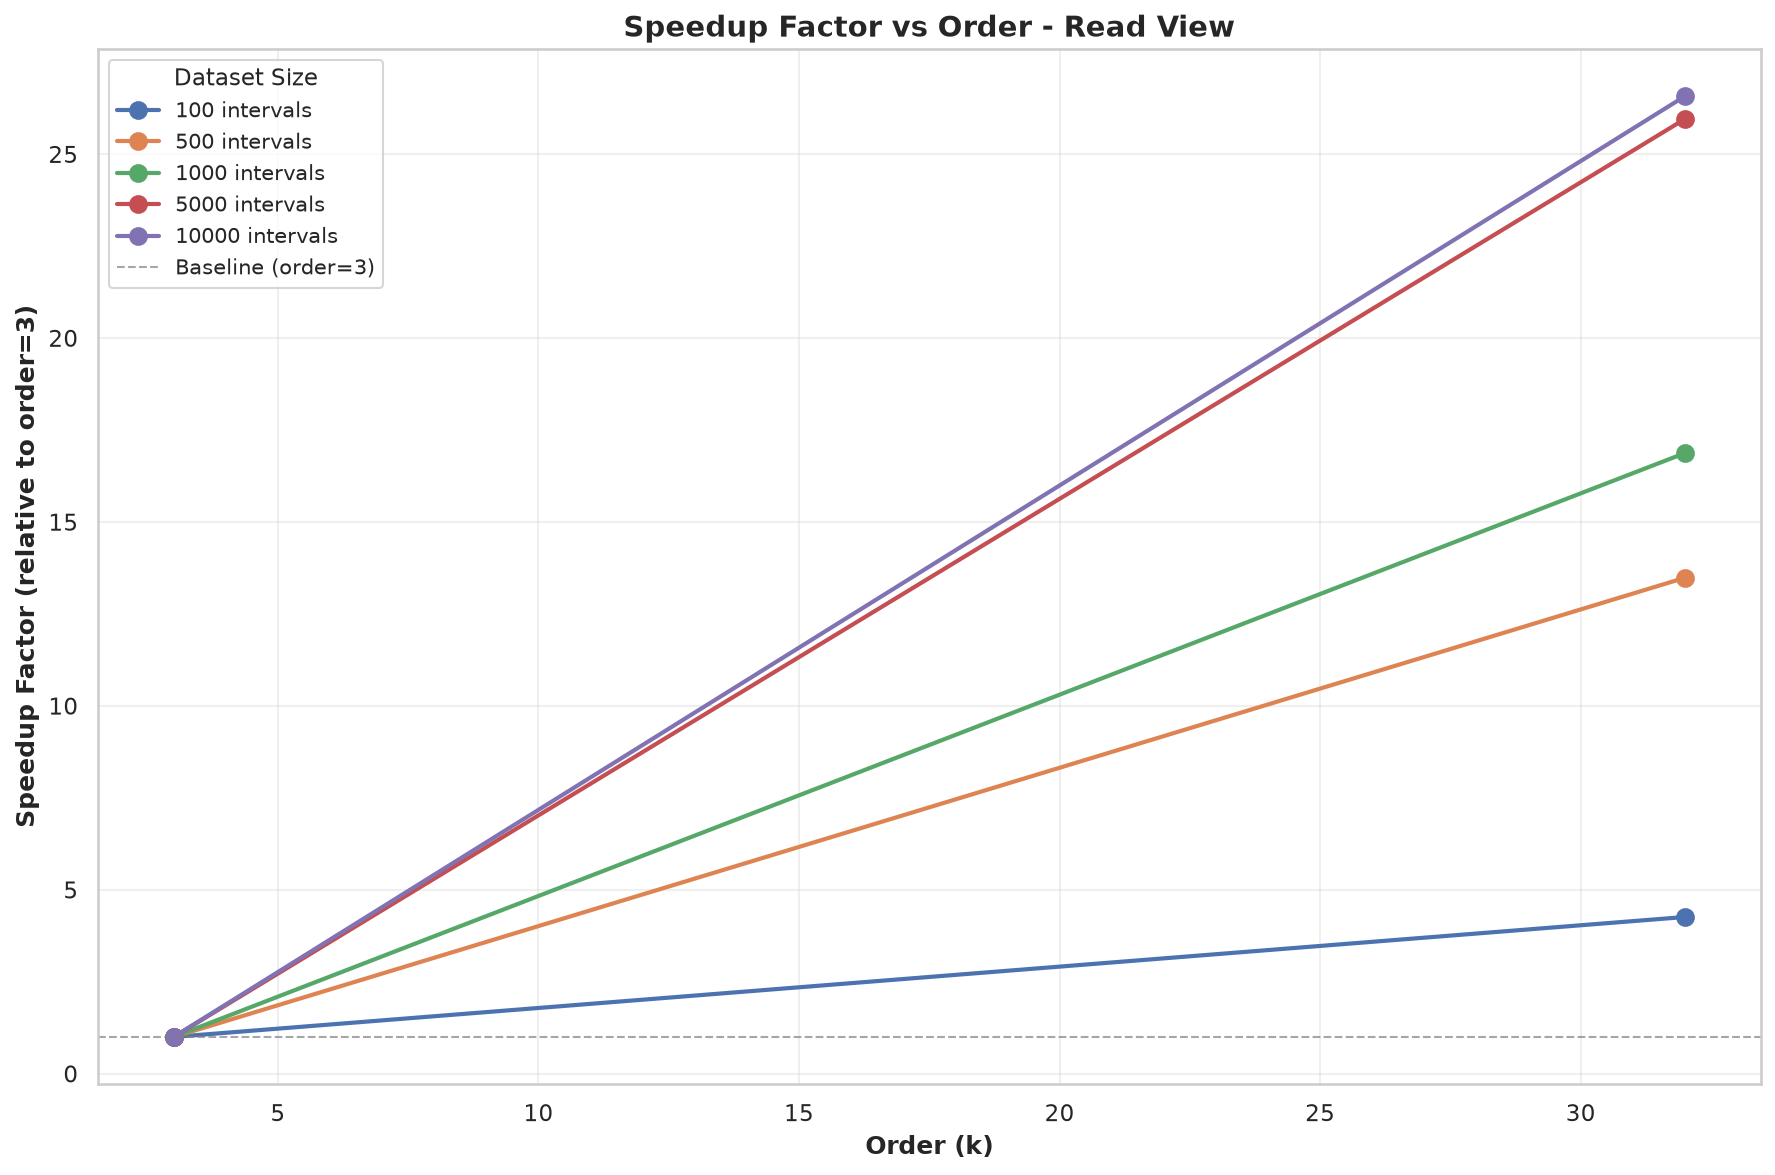 Speedup Factor vs Order - Read View
Dataset Size
100 intervals
500 intervals
1000 intervals
5000 intervals
10000 intervals
Baseline (order=3)
Speedup Factor (relative to order=3)
25
20
15
10
5
0
5
10
15
20
25
30
Order (k)